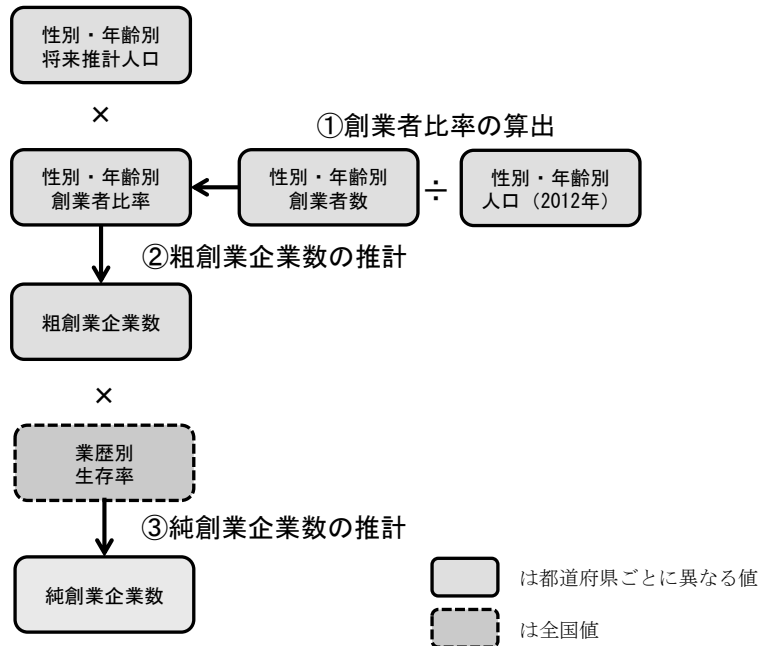 性別・年齢別
将来推計人口
×
①創業者比率の算出
性別・年齢別
創業者比率
性別・年齢別
創業者数
÷
性別・年齢別
人口（2012年）
②粗創業企業数の推計
粗創業企業数
×
業歴別
生存率
③純創業企業数の推計
純創業企業数
は都道府県ごとに異なる値
は全国値